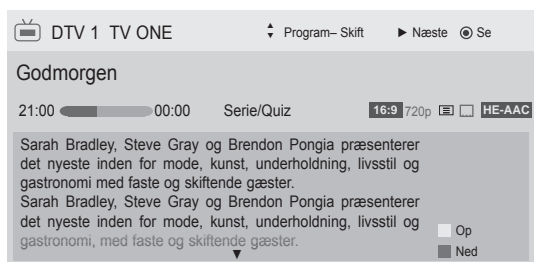 DTV 1 TV ONE
Program– Skift
Næste
Se
Godmorgen
21:00
00:00
Serie/Quiz
16:9 720p
HE-AAC
Sarah Bradley, Steve Gray og Brendon Pongia præsenterer
det nyeste inden for mode, kunst, underholdning, livsstil og
gastronomi med faste og skiftende gæster.
Sarah Bradley, Steve Gray og Brendon Pongia præsenterer
det nyeste inden for mode, kunst, underholdning, livsstil og
gastronomi, med faste og skiftende gæster.
Op
Ned